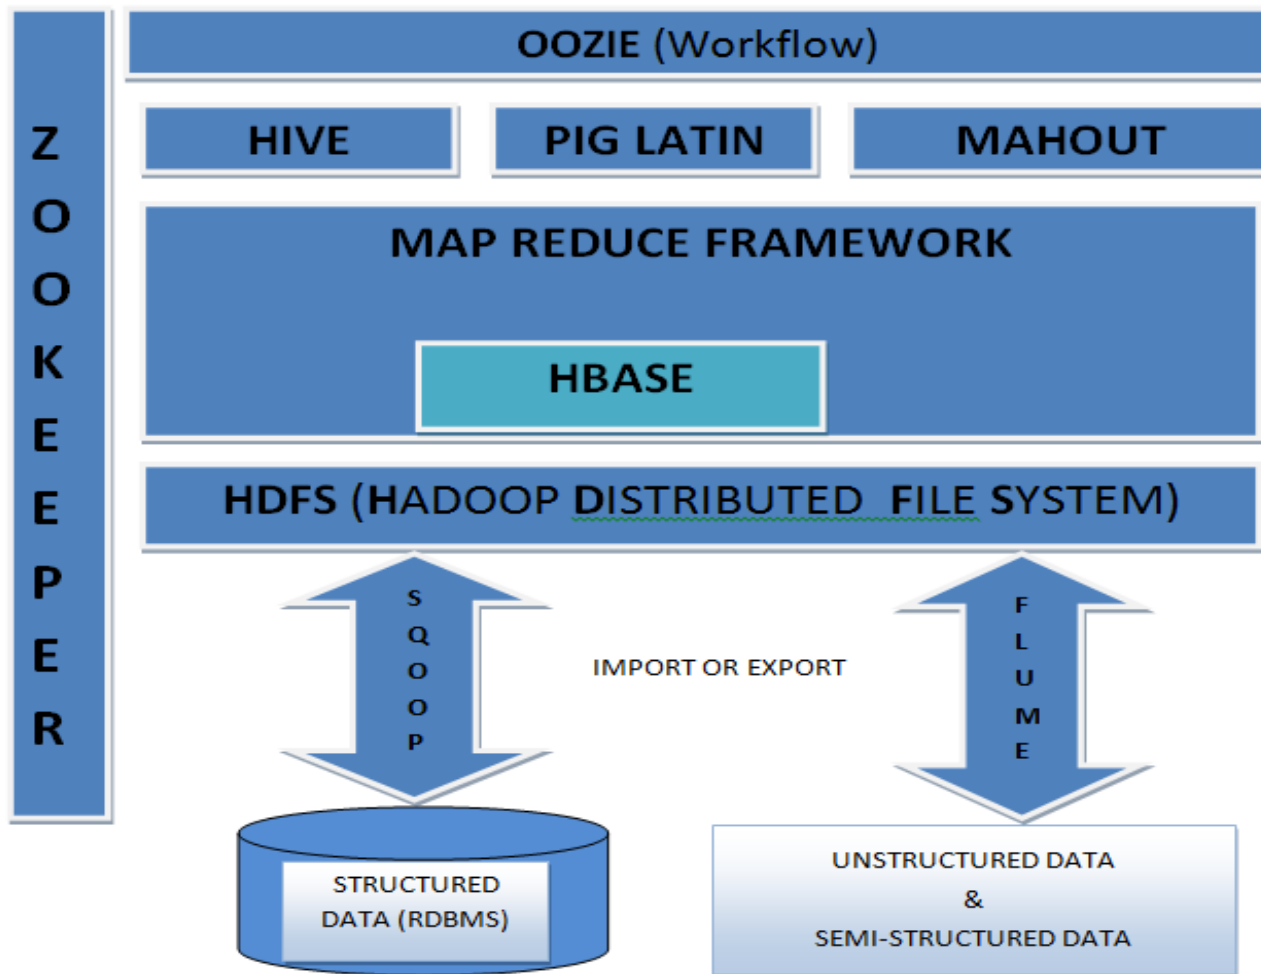 ZOOKEEPER
OOZIE (Workflow)
HIVE
PIG LATIN
MAHOUT
MAP REDUCE FRAMEWORK
HBASE
HDFS (HADOOP DISTRIBUTED FILE SYSTEM)
SQOOP
IMPORT OR EXPORT
FLUME
STRUCTURED
DATA (RDBMS)
UNSTRUCTURED DATA
&
SEMI-STRUCTURED DATA